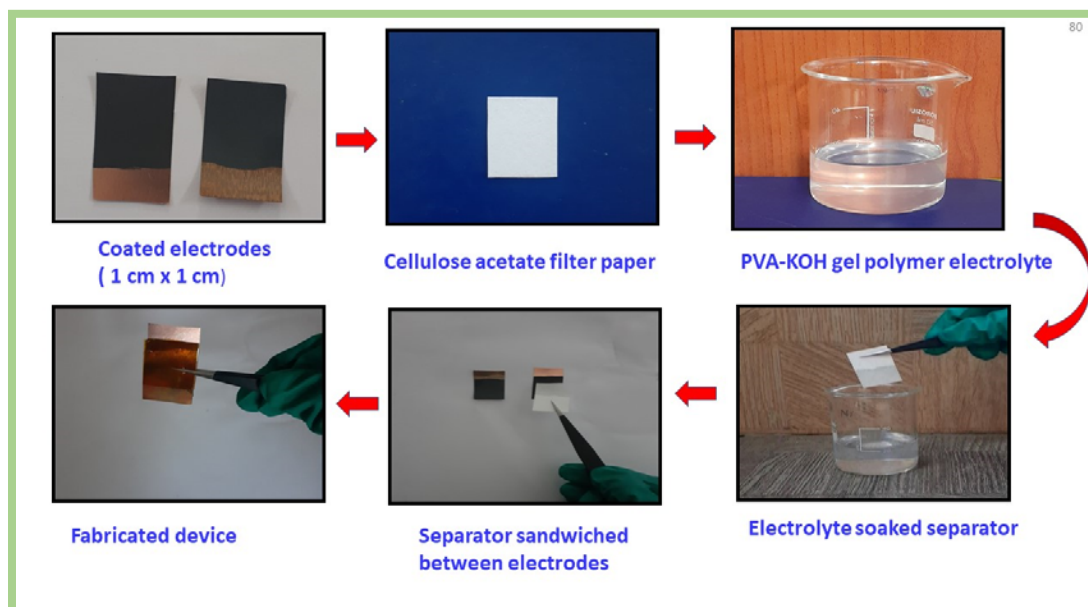 80
Coated electrodes
( 1 cm x 1 cm)
Cellulose acetate filter paper
PVA-KOH gel polymer electrolyte
Fabricated device
Separator sandwiched
between electrodes
Electrolyte soaked separator